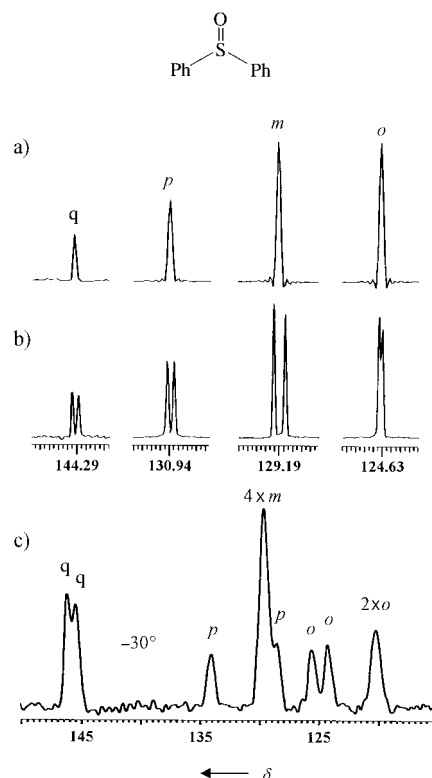 O
S
Ph Ph
a) q p m o
b)
144.29 130.94 129.19 124.63
c) q q −30° p 4 × m p o o 2×o
145 135 125
δ